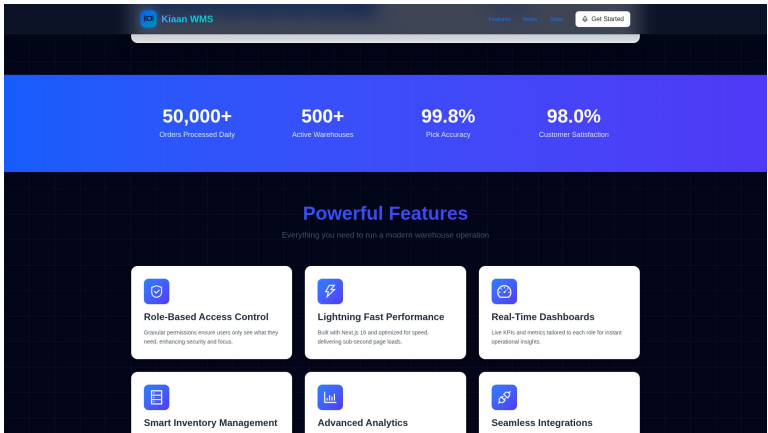 Kiaan WMS
Features
Roles
Stats
Get Started
50,000+
500+
99.8%
98.0%
Orders Processed Daily
Active Warehouses
Pick Accuracy
Customer Satisfaction
Powerful Features
Everything you need to run a modern warehouse operation
Role-Based Access Control
Granular permissions ensure users only see what they
need, enhancing security and focus.
Lightning Fast Performance
Built with Next.js 16 and optimized for speed,
delivering sub-second page loads.
Real-Time Dashboards
Live KPIs and metrics tailored to each role for instant
operational insights.
Smart Inventory Management
Advanced Analytics
Seamless Integrations